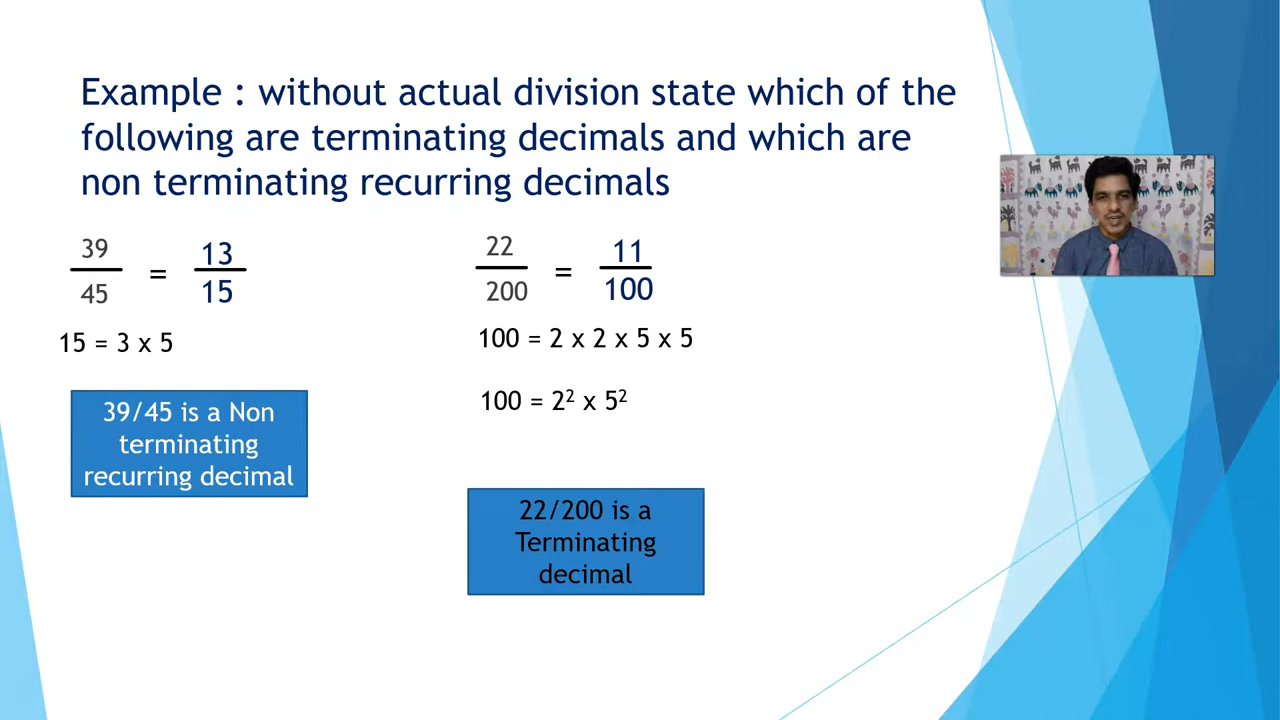 Example : without actual division state which of the
following are terminating decimals and which are
non terminating recurring decimals
39
45
=
13
15
15 = 3 x 5
39/45 is a Non
terminating
recurring decimal
22
200
=
11
100
100 = 2 x 2 x 5 x 5
100 = 2² x 5²
22/200 is a
Terminating
decimal